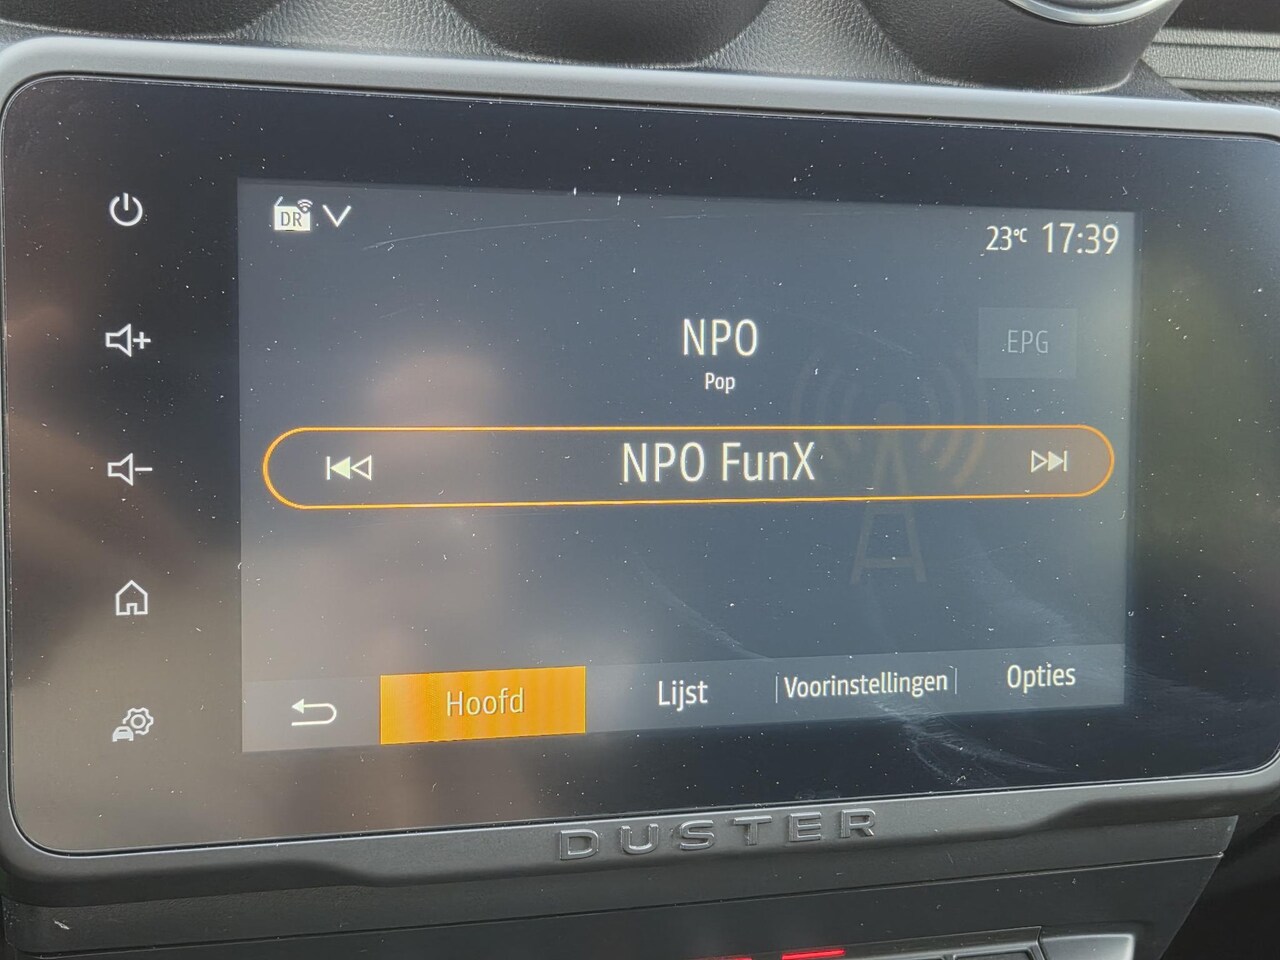 DR
23°C 17:39
NPO
EPG
Pop
NPO FunX
Hoofd
Lijst
Voorinstellingen
Opties
DUSTER